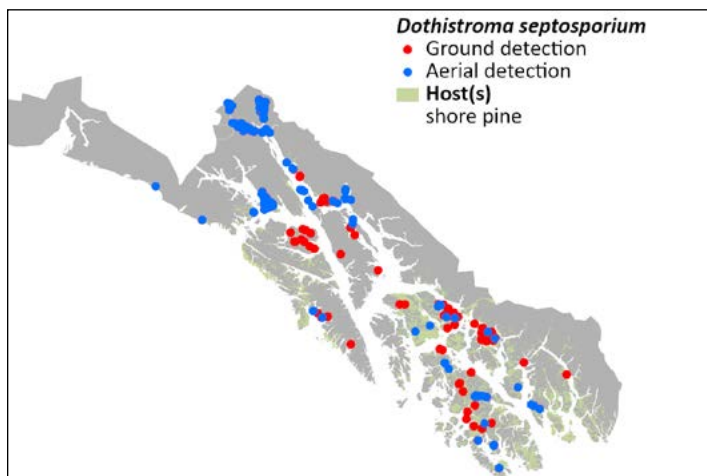 Dothistroma septosporium
Ground detection
Aerial detection
Host(s)
shore pine